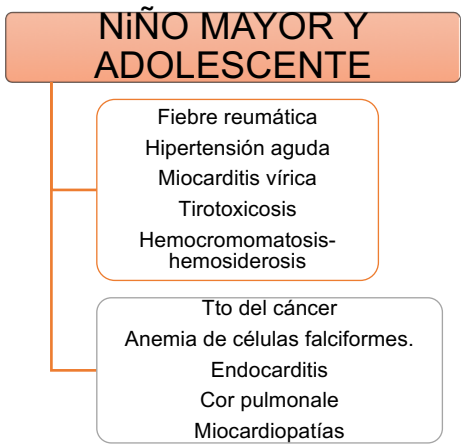 NiÑO MAYOR Y
ADOLESCENTE
Fiebre reumática
Hipertensión aguda
Miocarditis vírica
Tirotoxicosis
Hemocromomatosis-
hemosiderosis
Tto del cáncer
Anemia de células falciformes.
Endocarditis
Cor pulmonale
Miocardiopatías